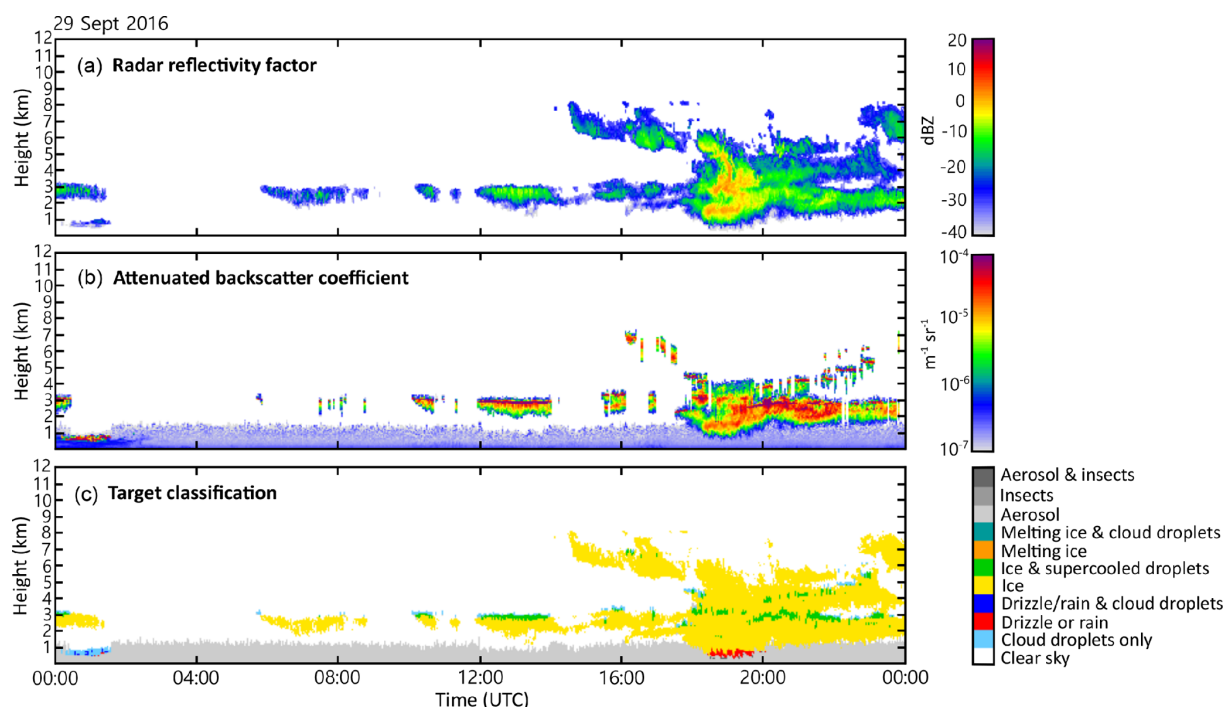 29 Sept 2016
(a) Radar reflectivity factor
Height (km)
12
11
10
9
8
7
6
5
4
3
2
1
20
10
0
-10
-20
-30
-40
dBZ
(b) Attenuated backscatter coefficient
Height (km)
12
11
10
9
8
7
6
5
4
3
2
1
10-4
10-5
10-6
10-7
m-1 sr-1
(c) Target classification
Height (km)
12
11
10
9
8
7
6
5
4
3
2
1
00:00 04:00 08:00 12:00 16:00 20:00 00:00
Time (UTC)
Aerosol & insects
Insects
Aerosol
Melting ice & cloud droplets
Melting ice
Ice & supercooled droplets
Ice
Drizzle/rain & cloud droplets
Drizzle or rain
Cloud droplets only
Clear sky